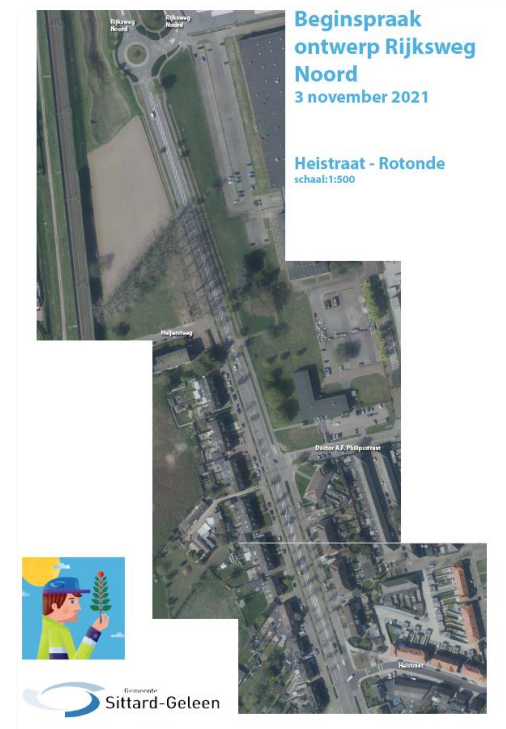 Beginspraak
ontwerp Rijksweg
Noord
3 november 2021
Heistraat - Rotonde
schaal:1:500
Rijksweg
Noord
Rijksweg
Noord
Doctor A.F. Philipsstraat
Heistraat
Gemeente
Sittard-Geleen